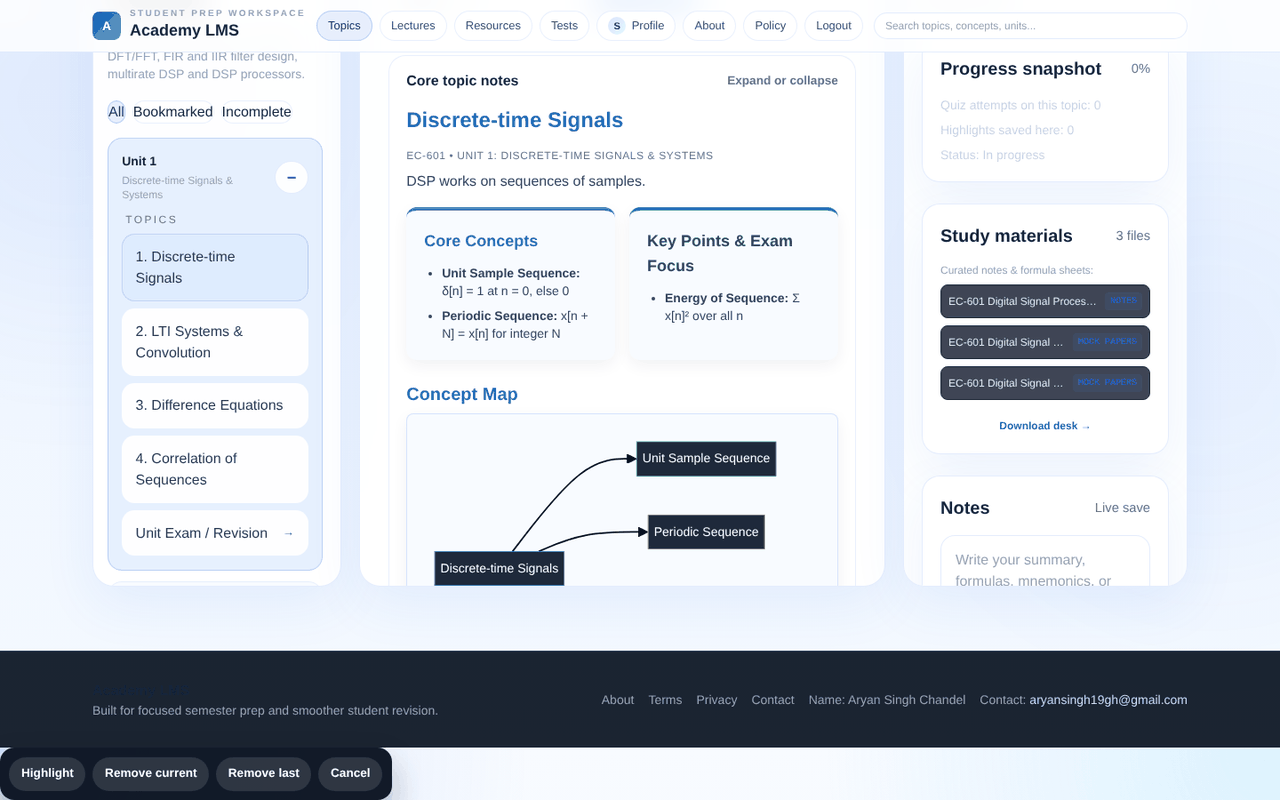 A
STUDENT PREP WORKSPACE
Academy LMS
Topics
Lectures
Resources
Tests
S Profile
About
Policy
Logout
Search topics, concepts, units...
DFT/FFT, FIR and IIR filter design,
multirate DSP and DSP processors.
All Bookmarked Incomplete
Unit 1
Discrete-time Signals &
Systems
−
TOPICS
1. Discrete-time
Signals
2. LTI Systems &
Convolution
3. Difference Equations
4. Correlation of
Sequences
Unit Exam / Revision →
Core topic notes
Expand or collapse
Discrete-time Signals
EC-601 • UNIT 1: DISCRETE-TIME SIGNALS & SYSTEMS
DSP works on sequences of samples.
Core Concepts
• Unit Sample Sequence:
δ[n] = 1 at n = 0, else 0
• Periodic Sequence: x[n +
N] = x[n] for integer N
Key Points & Exam
Focus
• Energy of Sequence: Σ
x[n]² over all n
Concept Map
Unit Sample Sequence
Periodic Sequence
Discrete-time Signals
Progress snapshot 0%
Quiz attempts on this topic: 0
Highlights saved here: 0
Status: In progress
Study materials 3 files
Curated notes & formula sheets:
EC-601 Digital Signal Proces... NOTES
EC-601 Digital Signal ... MOCK PAPERS
EC-601 Digital Signal ... MOCK PAPERS
Download desk →
Notes Live save
Write your summary,
formulas, mnemonics, or
Built for focused semester prep and smoother student revision.
About Terms Privacy Contact Name: Aryan Singh Chandel Contact: aryansingh19gh@gmail.com
Highlight
Remove current
Remove last
Cancel